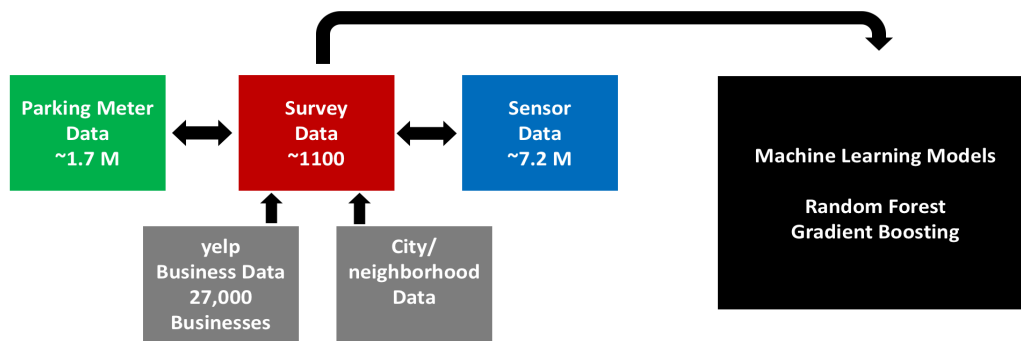 Parking Meter
Data
~1.7 M
Survey
Data
~1100
Sensor
Data
~7.2 M
Machine Learning Models
Random Forest
Gradient Boosting
yelp
Business Data
27,000
Businesses
City/
neighborhood
Data